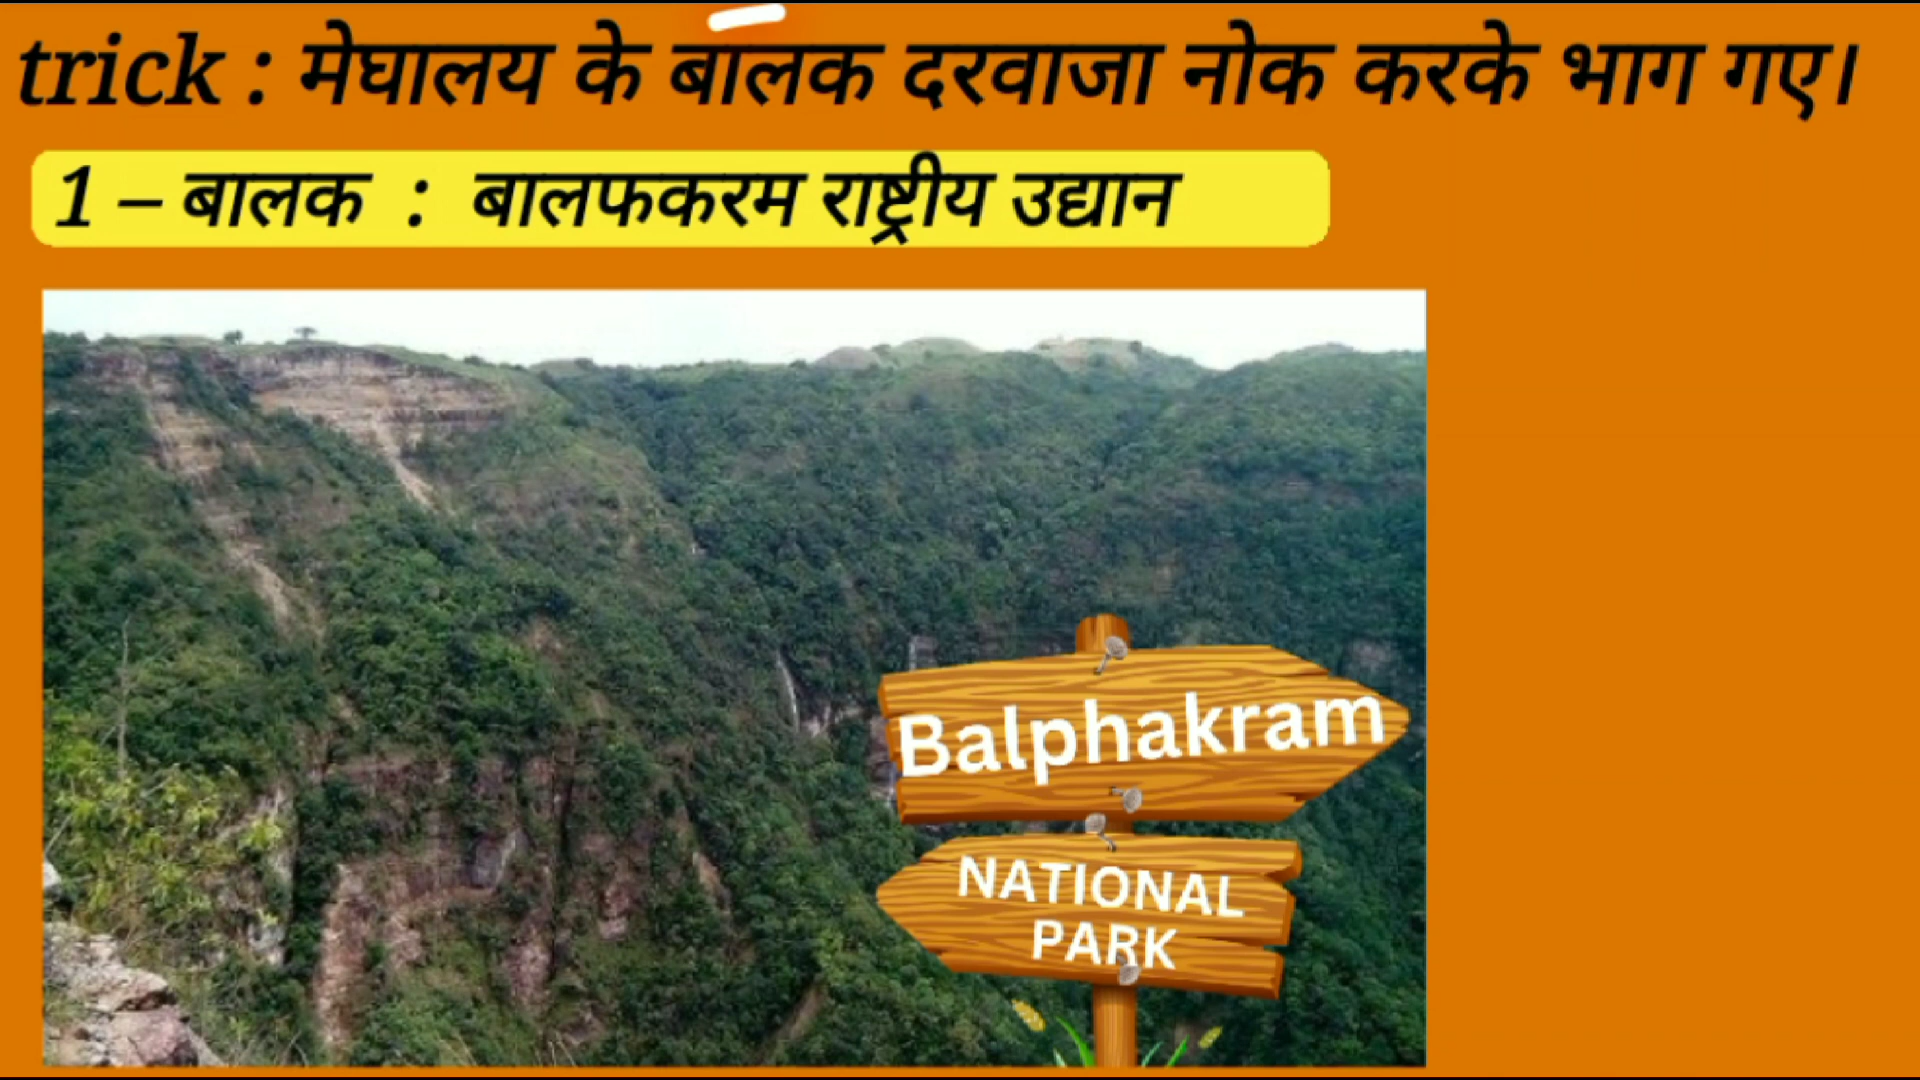 trick : मेघालय के बालक दरवाजा नोक करके भाग गए।
1 – बालक : बालफकरम राष्ट्रीय उद्यान
Balphakram
NATIONAL
PARK